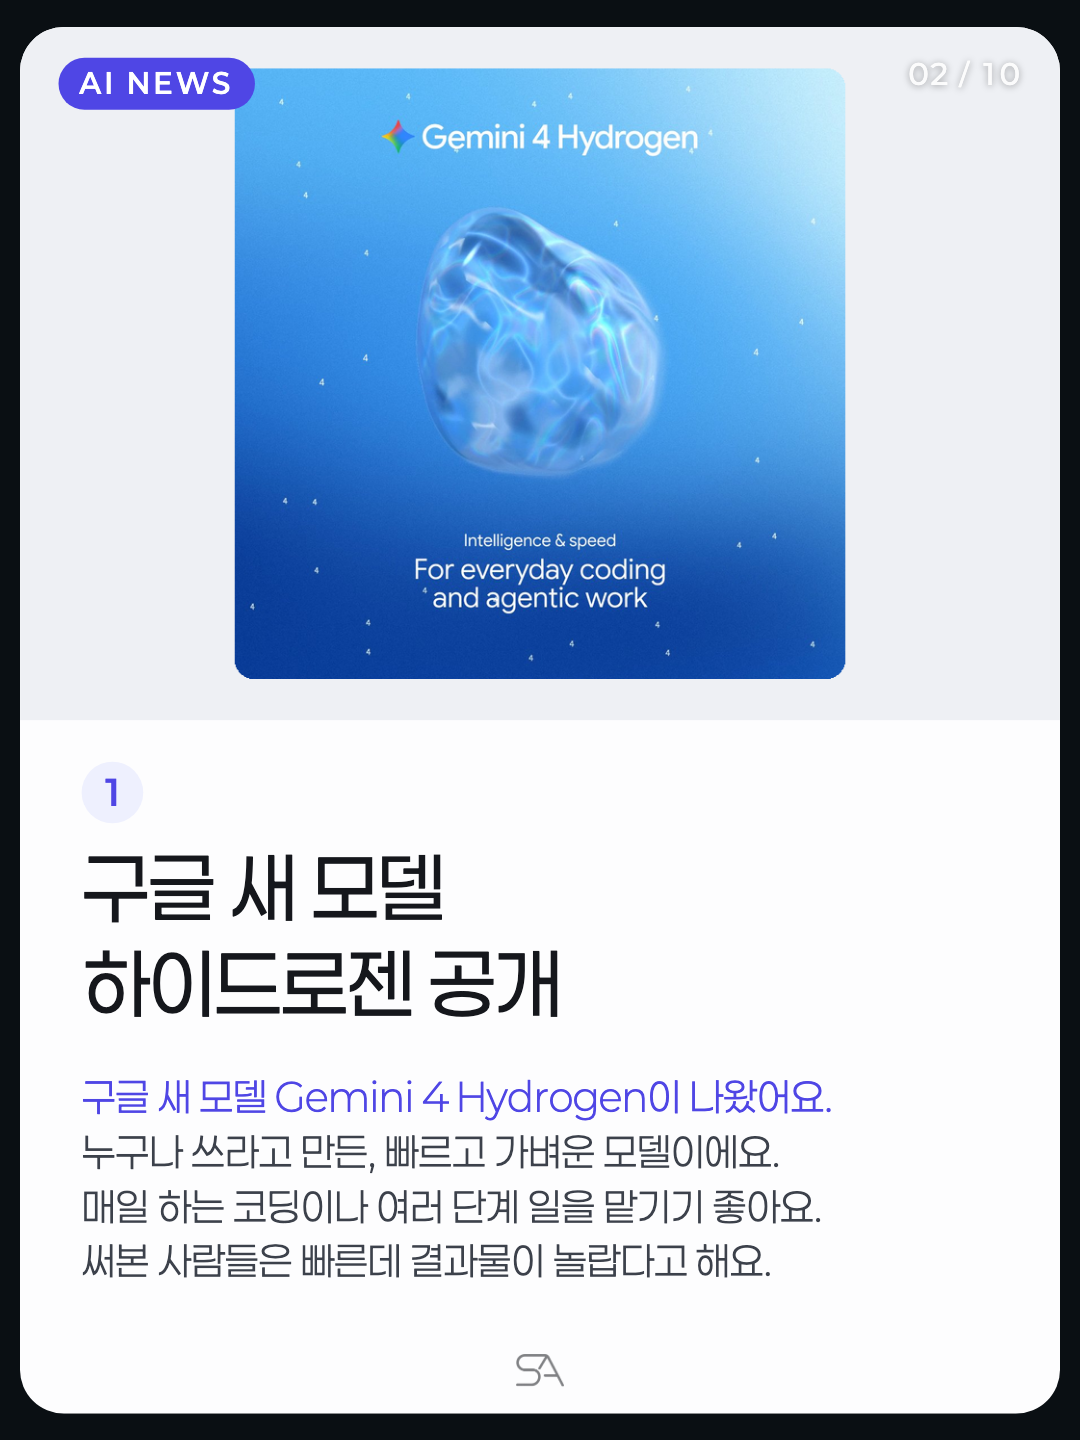 AI NEWS
02 / 10
Gemini 4 Hydrogen
Intelligence & speed
For everyday coding
and agentic work
1
구글 새 모델
하이드로젠 공개
구글 새 모델 Gemini 4 Hydrogen이 나왔어요.
누구나 쓰라고 만든, 빠르고 가벼운 모델이에요.
매일 하는 코딩이나 여러 단계 일을 맡기기 좋아요.
써본 사람들은 빠른데 결과물이 놀랍다고 해요.
SA